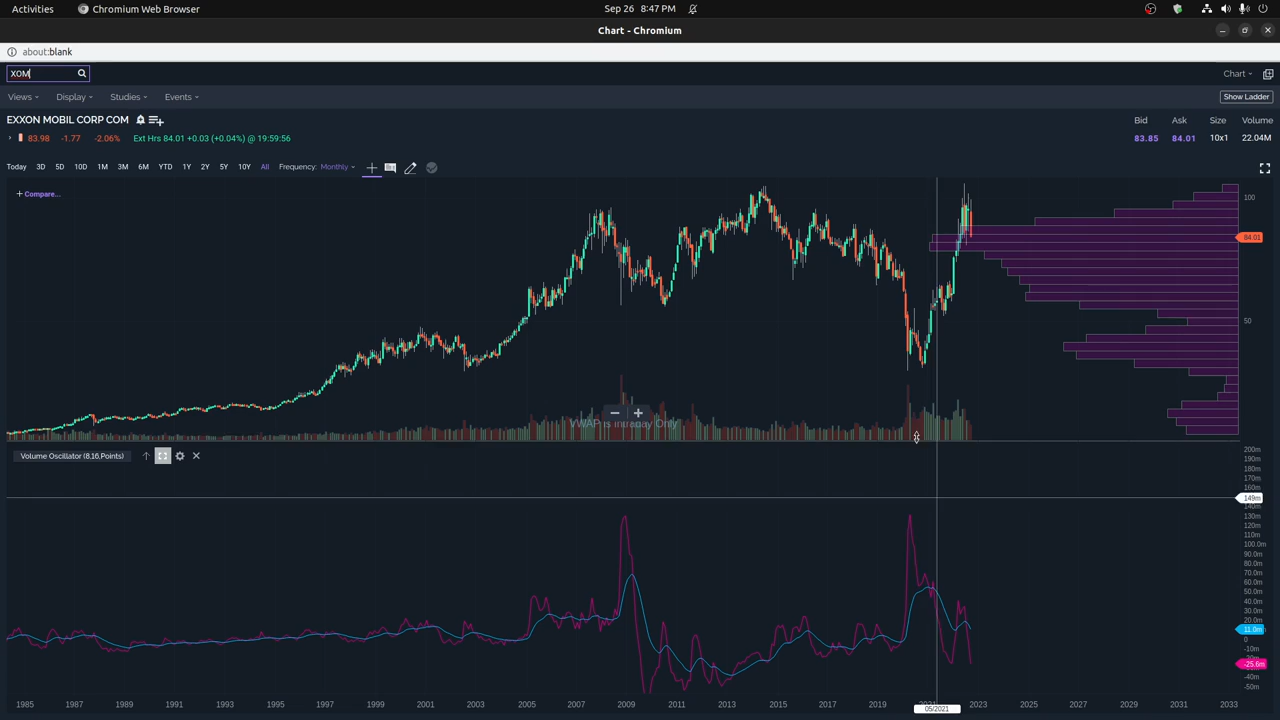 Activities Chromium Web Browser Sep 26 8:47 PM
Chart - Chromium
about:blank
XOM Chart
Views Display Studies Events Show Ladder
EXXON MOBIL CORP COM Bid Ask Size Volume
83.98 -1.77 -2.06% Ext Hrs 84.01 +0.03 (+0.04%) @ 19:59:56 83.85 84.01 10x1 22.04M
Today 3D 5D 10D 1M 3M 6M YTD 1Y 2Y 5Y 10Y All Frequency: Monthly
+ Compare...
100
84.01
50
− +
VWAP is intraday Only
Volume Oscillator (8,16,Points)
200m
190m
180m
170m
160m
149m
140m
130m
120m
110m
100.0m
90.0m
80.0m
70.0m
60.0m
50.0m
40.0m
30.0m
20.0m
11.0m
0
-10m
-25.6m
-40m
-50m
1985 1987 1989 1991 1993 1995 1997 1999 2001 2003 2005 2007 2009 2011 2013 2015 2017 2019 2023 2025 2027 2029 2031 2033
05/2021